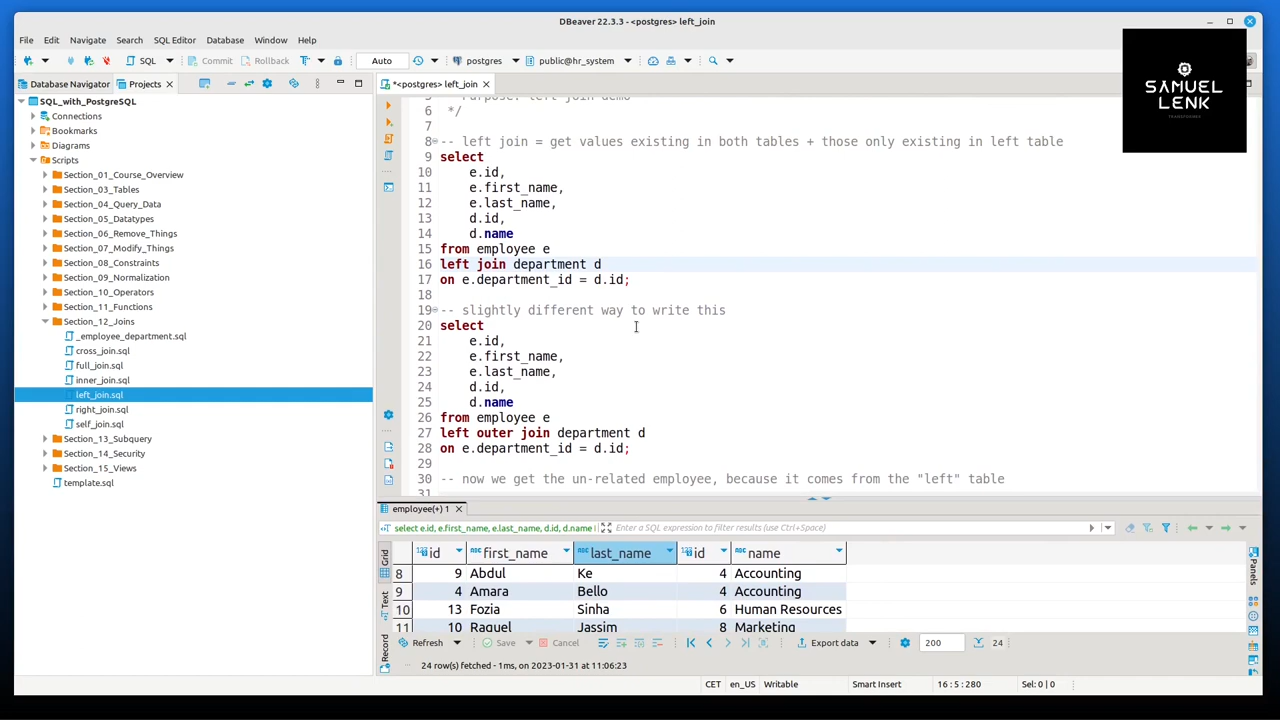 DBeaver 22.3.3 - <postgres> left_join
File Edit Navigate Search SQL Editor Database Window Help
SQL Commit Rollback Auto postgres public@hr_system
SAMUEL
LENK
Database Navigator Projects
*<postgres> left_join
SQL_with_PostgreSQL
Connections
Bookmarks
Diagrams
Scripts
Section_01_Course_Overview
Section_03_Tables
Section_04_Query_Data
Section_05_Datatypes
Section_06_Remove_Things
Section_07_Modify_Things
Section_08_Constraints
Section_09_Normalization
Section_10_Operators
Section_11_Functions
Section_12_Joins
_employee_department.sql
cross_join.sql
full_join.sql
inner_join.sql
left_join.sql
right_join.sql
self_join.sql
Section_13_Subquery
Section_14_Security
Section_15_Views
template.sql
5 Purpose: left join demo
6 */
7
8 -- left join = get values existing in both tables + those only existing in left table
9 select
10 e.id,
11 e.first_name,
12 e.last_name,
13 d.id,
14 d.name
15 from employee e
16 left join department d
17 on e.department_id = d.id;
18
19 -- slightly different way to write this
20 select
21 e.id,
22 e.first_name,
23 e.last_name,
24 d.id,
25 d.name
26 from employee e
27 left outer join department d
28 on e.department_id = d.id;
29
30 -- now we get the un-related employee, because it comes from the "left" table
31
employee(+) 1
select e.id, e.first_name, e.last_name, d.id, d.name Enter a SQL expression to filter results (use Ctrl+Space)
Grid
Text
Record
Panels
id first_name last_name id name
8 9 Abdul Ke 4 Accounting
9 4 Amara Bello 4 Accounting
10 13 Fozia Sinha 6 Human Resources
11 10 Raquel Jassim 8 Marketing
Refresh Save Cancel Export data 200 24
24 row(s) fetched - 1ms, on 2023-01-31 at 11:06:23
CET en_US Writable Smart Insert 16 : 5 : 280 Sel: 0 | 0